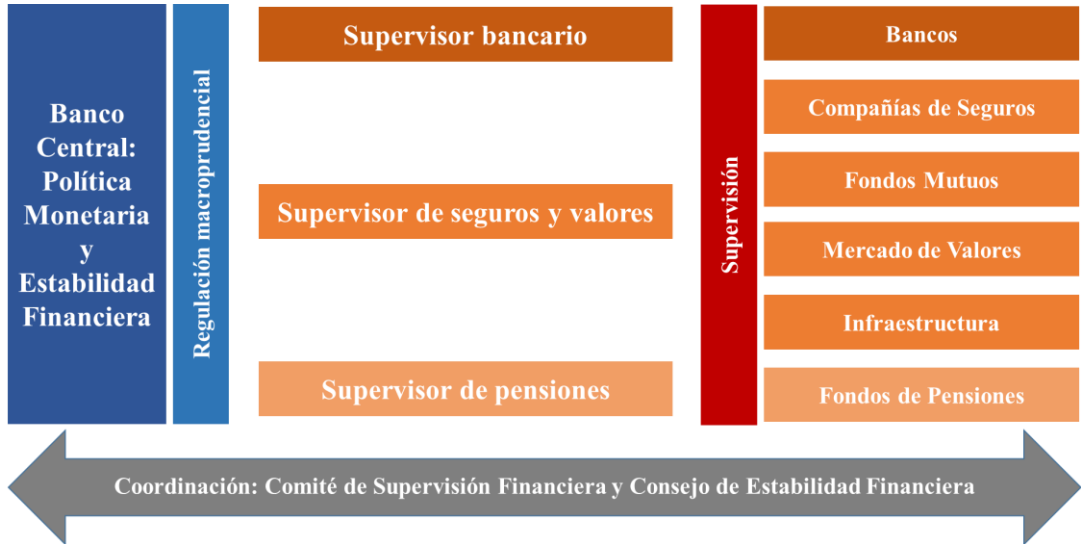 Banco
Central:
Política
Monetaria
y
Estabilidad
Financiera
Regulación macroprudencial
Supervisor bancario
Supervisor de seguros y valores
Supervisor de pensiones
Supervisión
Bancos
Compañías de Seguros
Fondos Mutuos
Mercado de Valores
Infraestructura
Fondos de Pensiones
Coordinación: Comité de Supervisión Financiera y Consejo de Estabilidad Financiera